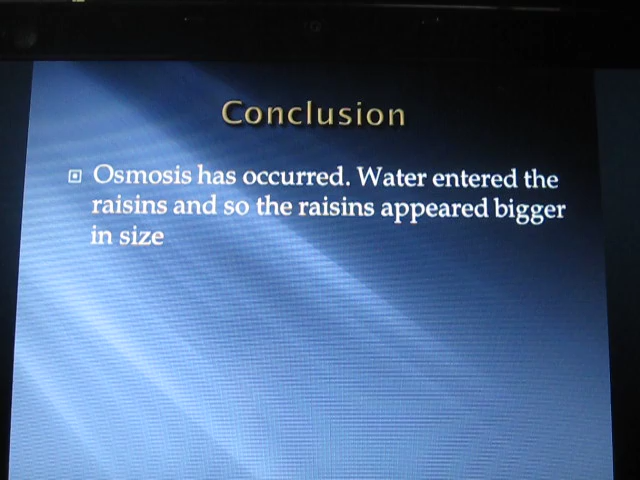 Conclusion
Osmosis has occurred. Water entered the
raisins and so the raisins appeared bigger
in size